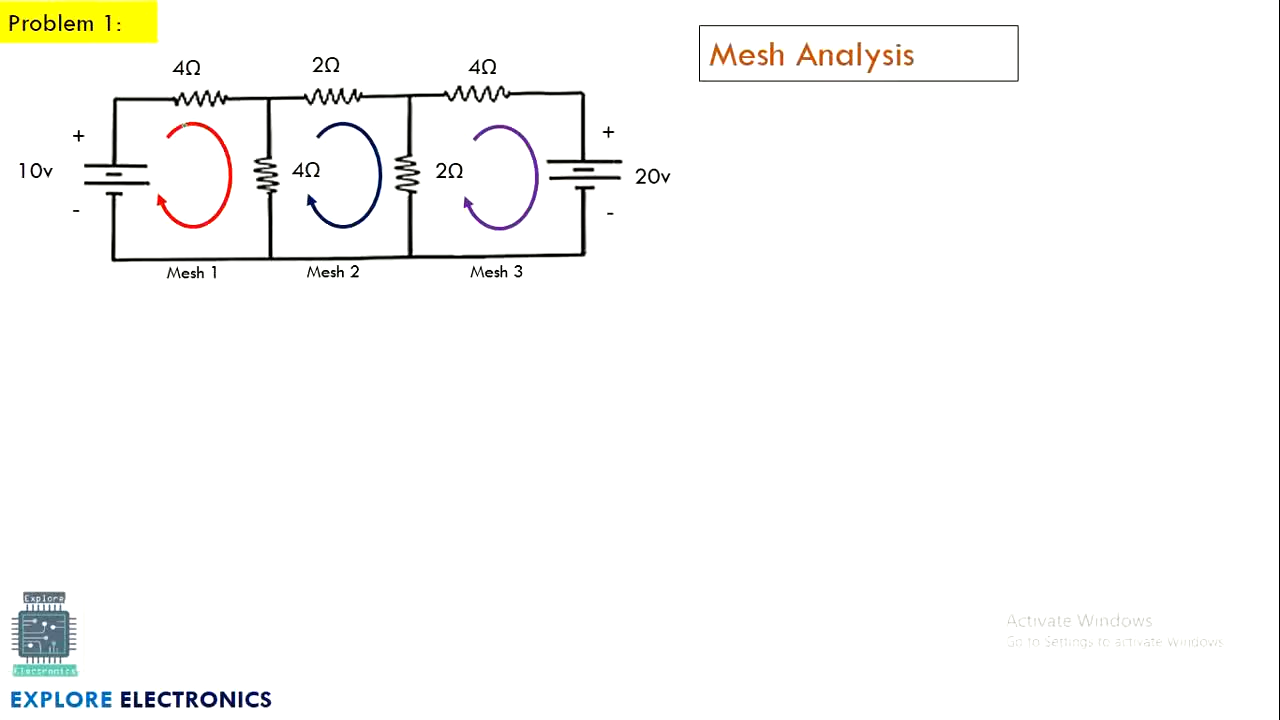 Problem 1:
Mesh Analysis
4Ω
2Ω
4Ω
+
+
10v
4Ω
2Ω
20v
-
-
Mesh 1
Mesh 2
Mesh 3
Explore
Electronics
EXPLORE ELECTRONICS
Activate Windows
Go to Settings to activate Windows.